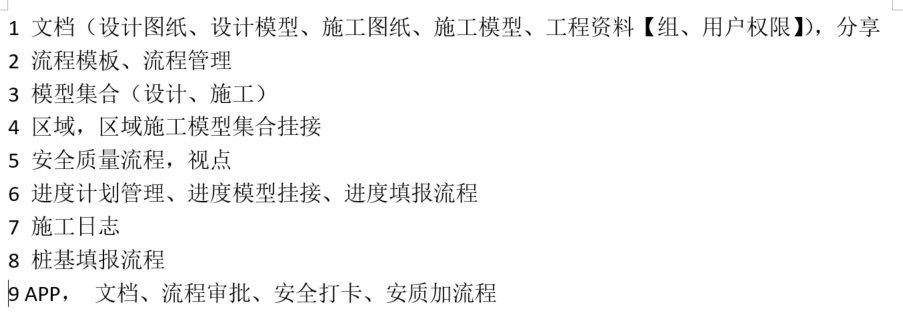 1 文档（设计图纸、设计模型、施工图纸、施工模型、工程资料【组、用户权限】），分享
2 流程模板、流程管理
3 模型集合（设计、施工）
4 区域，区域施工模型集合挂接
5 安全质量流程，视点
6 进度计划管理、进度模型挂接、进度填报流程
7 施工日志
8 桩基填报流程
9 APP， 文档、流程审批、安全打卡、安质加流程